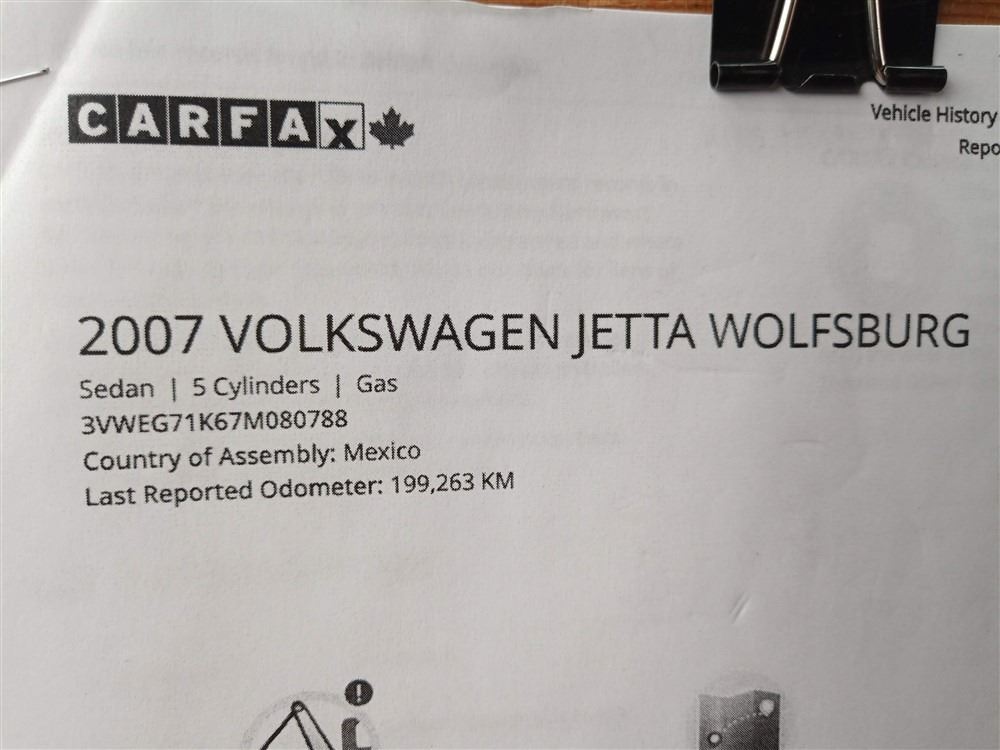 CARFAX
Vehicle History
Repo
2007 VOLKSWAGEN JETTA WOLFSBURG
Sedan | 5 Cylinders | Gas
3VWEG71K67M080788
Country of Assembly: Mexico
Last Reported Odometer: 199,263 KM